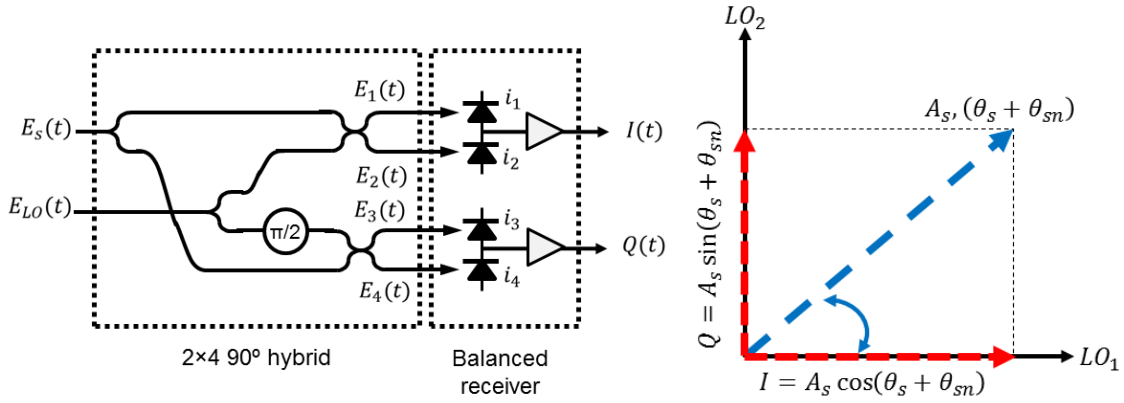 E_s(t)
E_LO(t)
π/2
E_1(t)
E_2(t)
E_3(t)
E_4(t)
i_1
i_2
i_3
i_4
I(t)
Q(t)
2×4 90º hybrid
Balanced
receiver
LO_2
A_s, (θ_s + θ_sn)
Q = A_s sin(θ_s + θ_sn)
LO_1
I = A_s cos(θ_s + θ_sn)